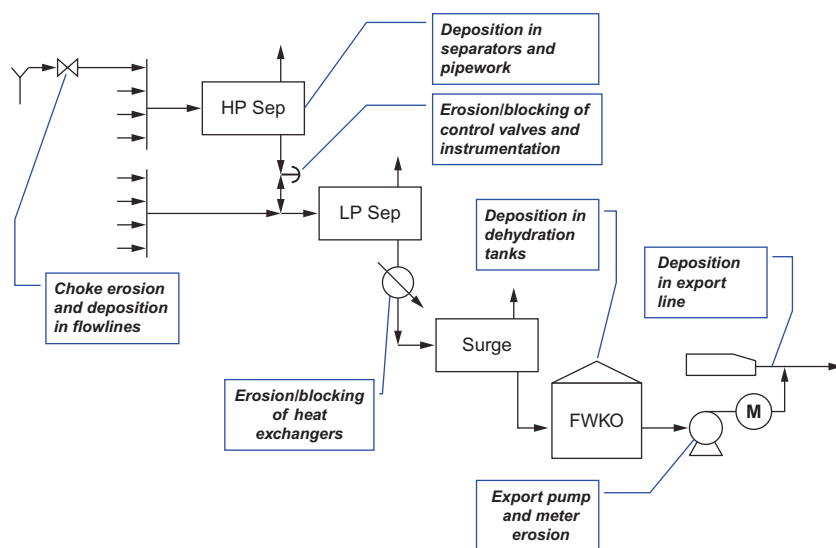 Deposition in
separators and
pipework
HP Sep
Erosion/blocking of
control valves and
instrumentation
LP Sep
Deposition in
dehydration
tanks
Deposition
in export
line
Choke erosion
and deposition
in flowlines
Surge
Erosion/blocking
of heat
exchangers
FWKO
M
Export pump
and meter
erosion